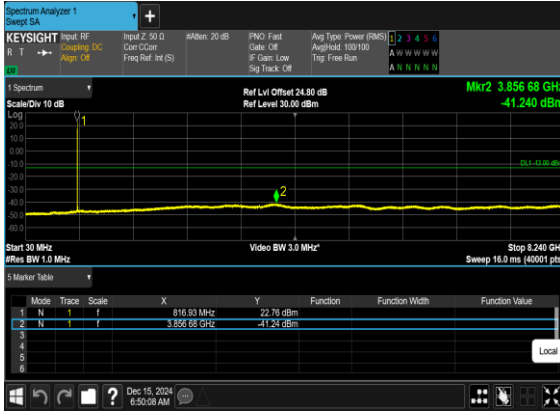 Spectrum Analyzer 1
Swept SA
+
KEYSIGHT
R T
Input: RF
Coupling: DC
Align: Off
Input Z: 50 Ω
Corr CCorr
Freq Ref: Int (S)
#Atten: 20 dB
PNO: Fast
Gate: Off
IF Gain: Low
Sig Track: Off
Avg Type: Power (RMS)
Avg|Hold: 100/100
Trig: Free Run
1 2 3 4 5 6
A W W W W W
A N N N N N
1 Spectrum
Scale/Div 10 dB
Ref Lvl Offset 24.80 dB
Ref Level 30.00 dBm
Mkr2 3.856 68 GHz
-41.240 dBm
Log
20.0
10.0
0.00
-10.0
-20.0
-30.0
-40.0
-50.0
-60.0
1
2
DL1 -13.00 dBm
Start 30 MHz
#Res BW 1.0 MHz
Video BW 3.0 MHz*
Stop 8.240 GH
Sweep 16.0 ms (40001 pts
5 Marker Table
Mode Trace Scale X Y Function Function Width Function Value
1 N 1 f 816.93 MHz 22.76 dBm
2 N 1 f 3.856 68 GHz -41.24 dBm
3
4
5
6
Local
?
Dec 15, 2024
6:50:08 AM